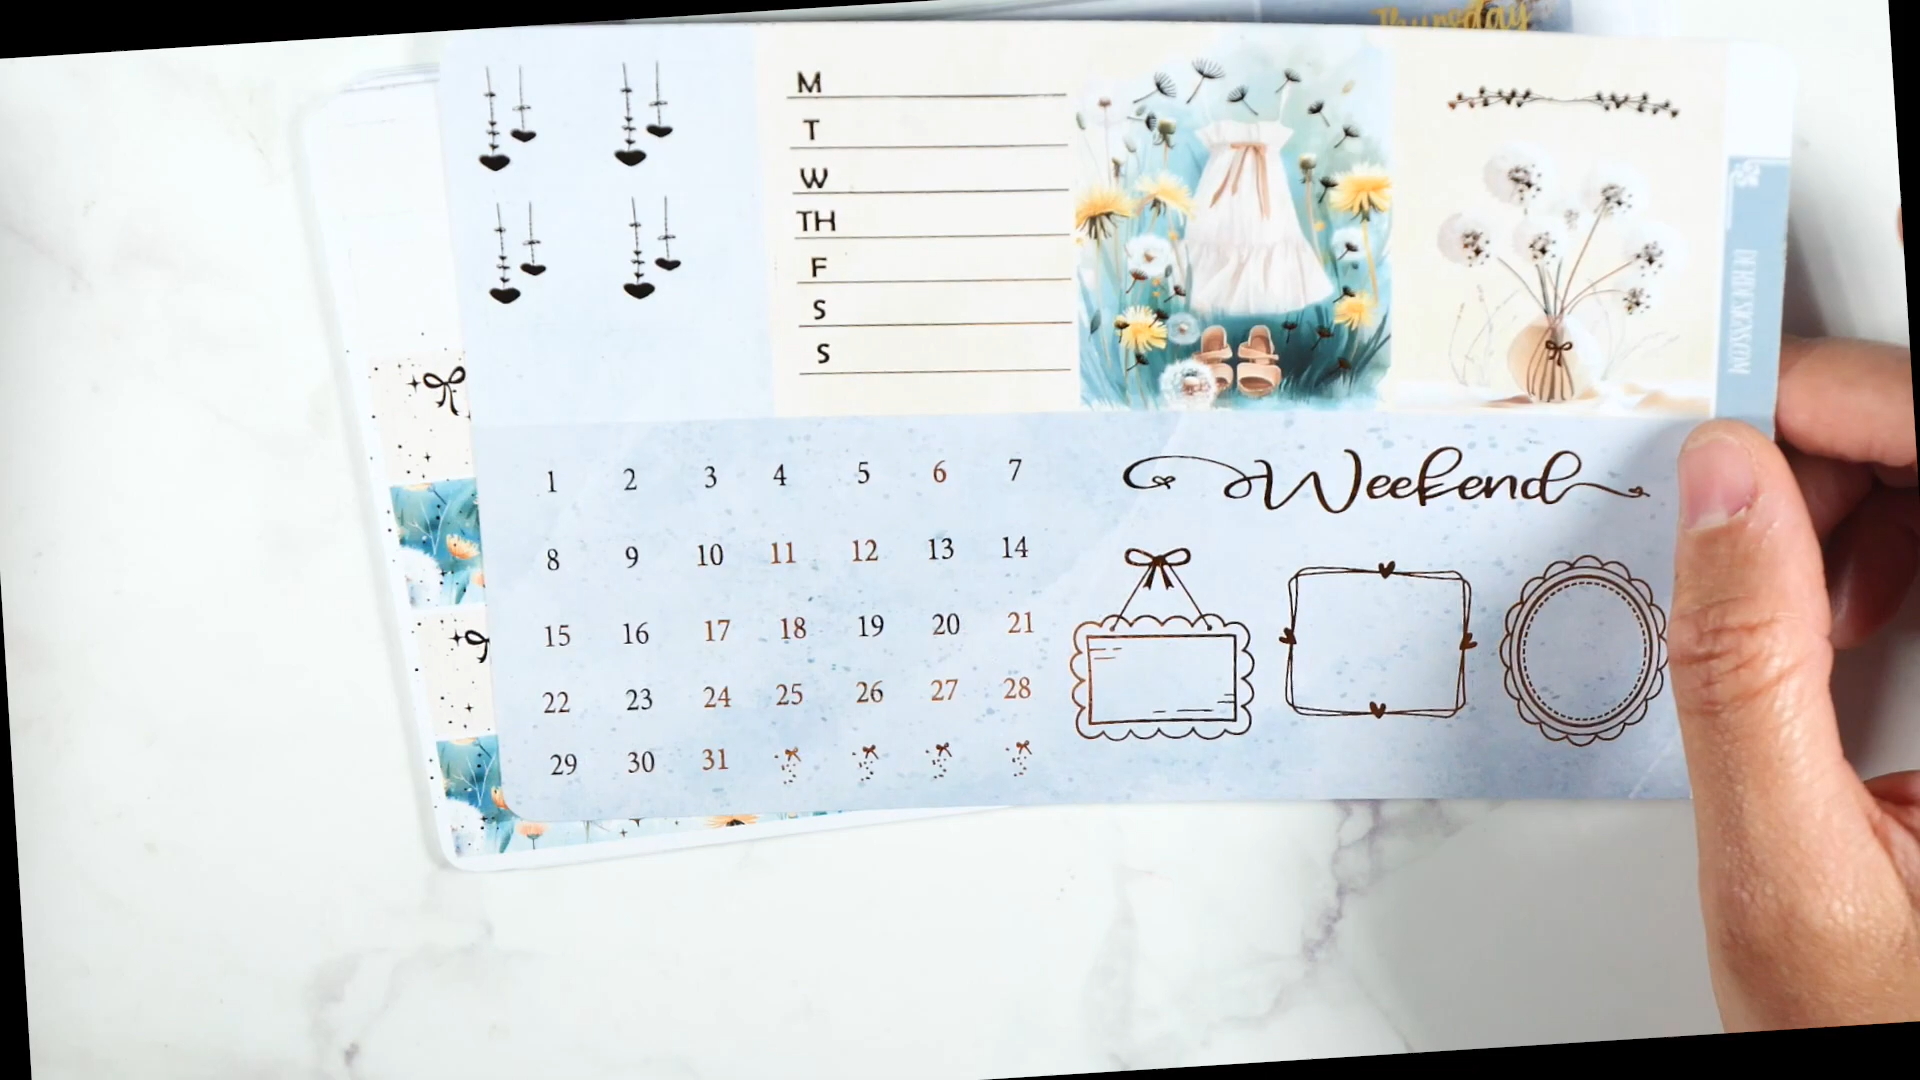 Thursday
M
T
W
TH
F
S
S
1 2 3 4 5 6 7
8 9 10 11 12 13 14
15 16 17 18 19 20 21
22 23 24 25 26 27 28
29 30 31
Weekend